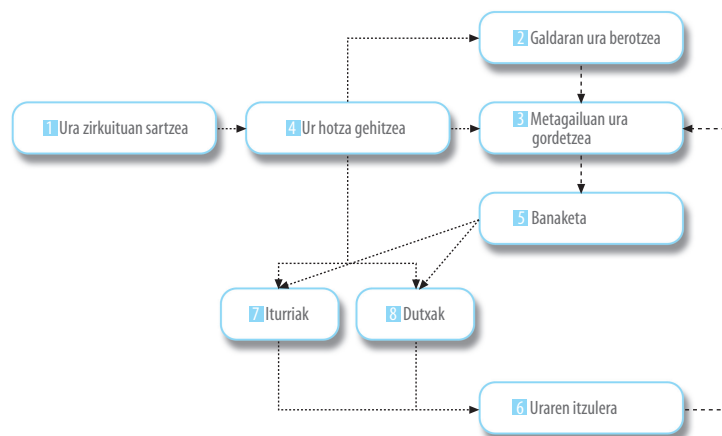 2 Galdaran ura berotzea
1 Ura zirkuituan sartzea
4 Ur hotza gehitzea
3 Metagailuan ura
gordetzea
5 Banaketa
7 Iturriak
8 Dutxak
6 Uraren itzulera